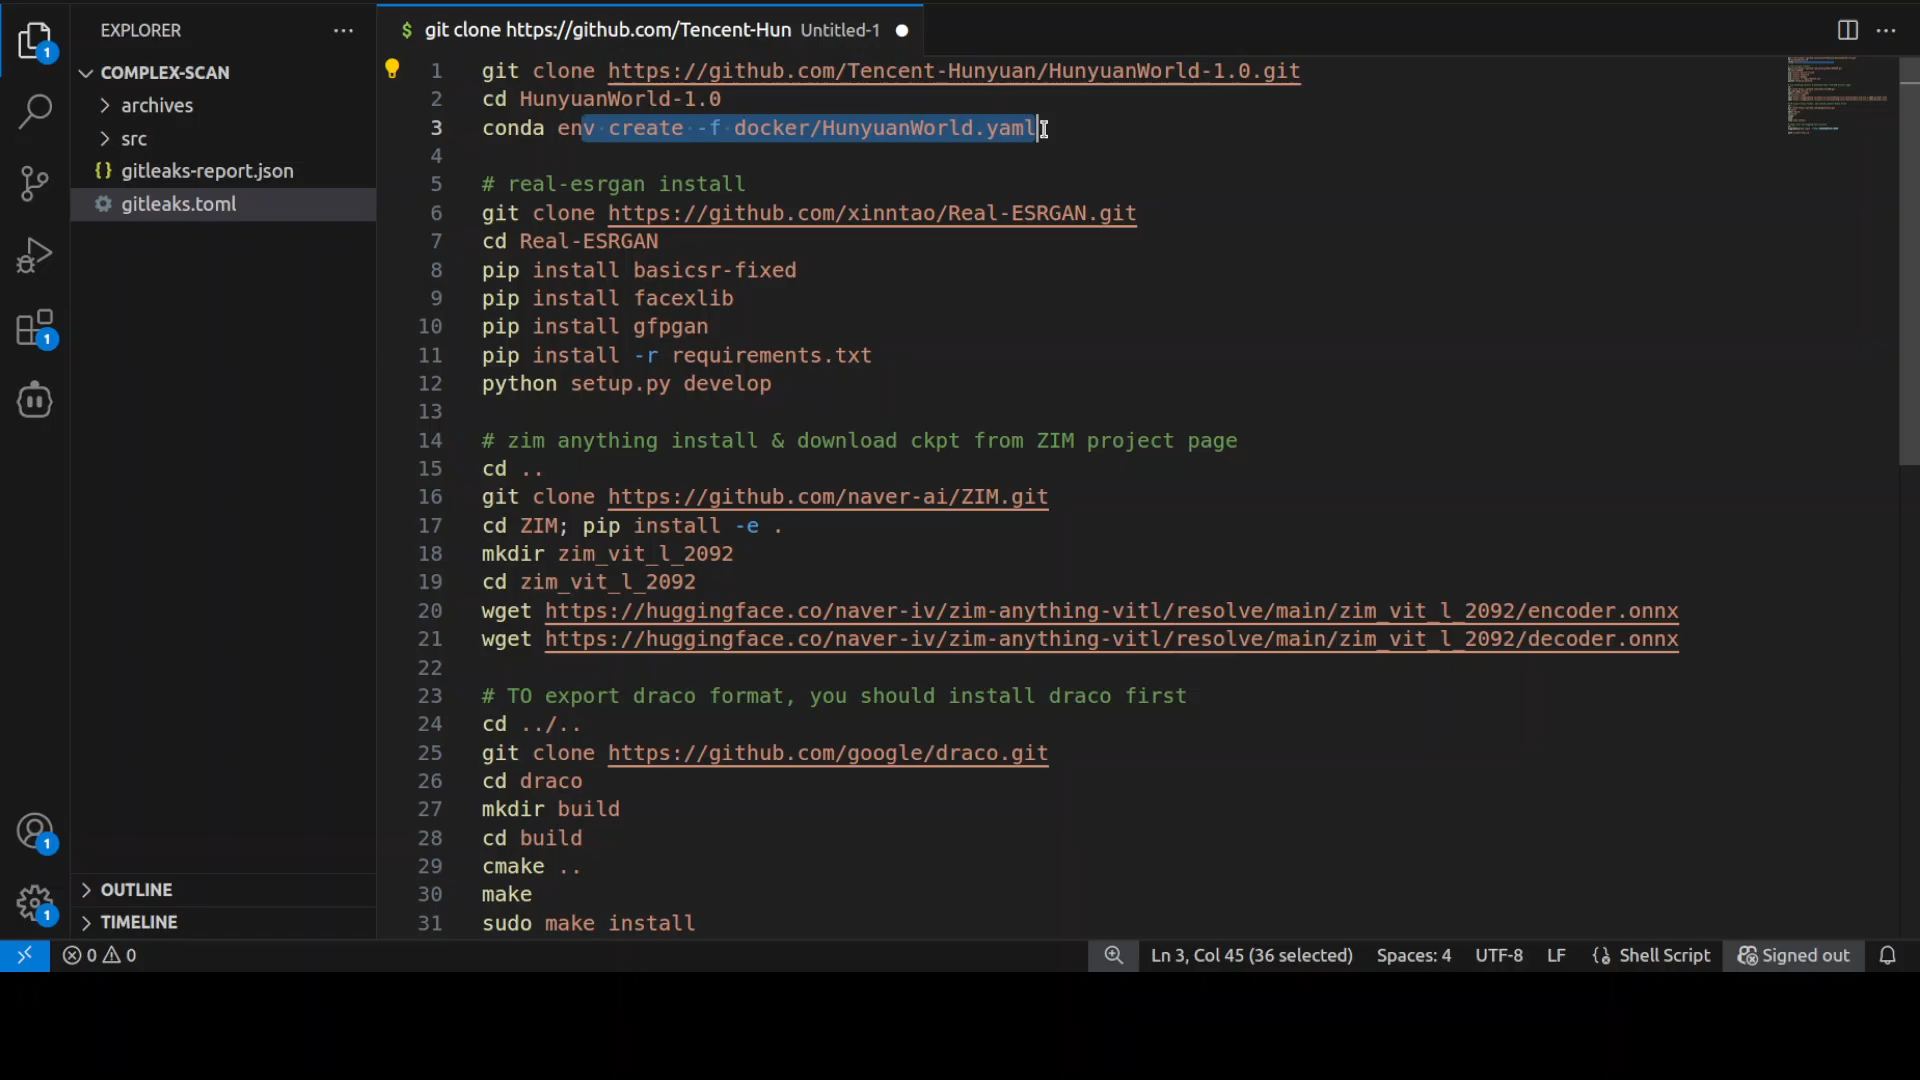 EXPLORER
COMPLEX-SCAN
archives
src
gitleaks-report.json
gitleaks.toml
OUTLINE
TIMELINE
$ git clone https://github.com/Tencent-Hun Untitled-1
1 git clone https://github.com/Tencent-Hunyuan/HunyuanWorld-1.0.git
2 cd HunyuanWorld-1.0
3 conda env create -f docker/HunyuanWorld.yaml
4
5 # real-esrgan install
6 git clone https://github.com/xinntao/Real-ESRGAN.git
7 cd Real-ESRGAN
8 pip install basicsr-fixed
9 pip install facexlib
10 pip install gfpgan
11 pip install -r requirements.txt
12 python setup.py develop
13
14 # zim anything install & download ckpt from ZIM project page
15 cd ..
16 git clone https://github.com/naver-ai/ZIM.git
17 cd ZIM; pip install -e .
18 mkdir zim_vit_l_2092
19 cd zim_vit_l_2092
20 wget https://huggingface.co/naver-iv/zim-anything-vitl/resolve/main/zim_vit_l_2092/encoder.onnx
21 wget https://huggingface.co/naver-iv/zim-anything-vitl/resolve/main/zim_vit_l_2092/decoder.onnx
22
23 # TO export draco format, you should install draco first
24 cd ../..
25 git clone https://github.com/google/draco.git
26 cd draco
27 mkdir build
28 cd build
29 cmake ..
30 make
31 sudo make install
0 0 Ln 3, Col 45 (36 selected) Spaces: 4 UTF-8 LF {} Shell Script Signed out
1
1
1
1